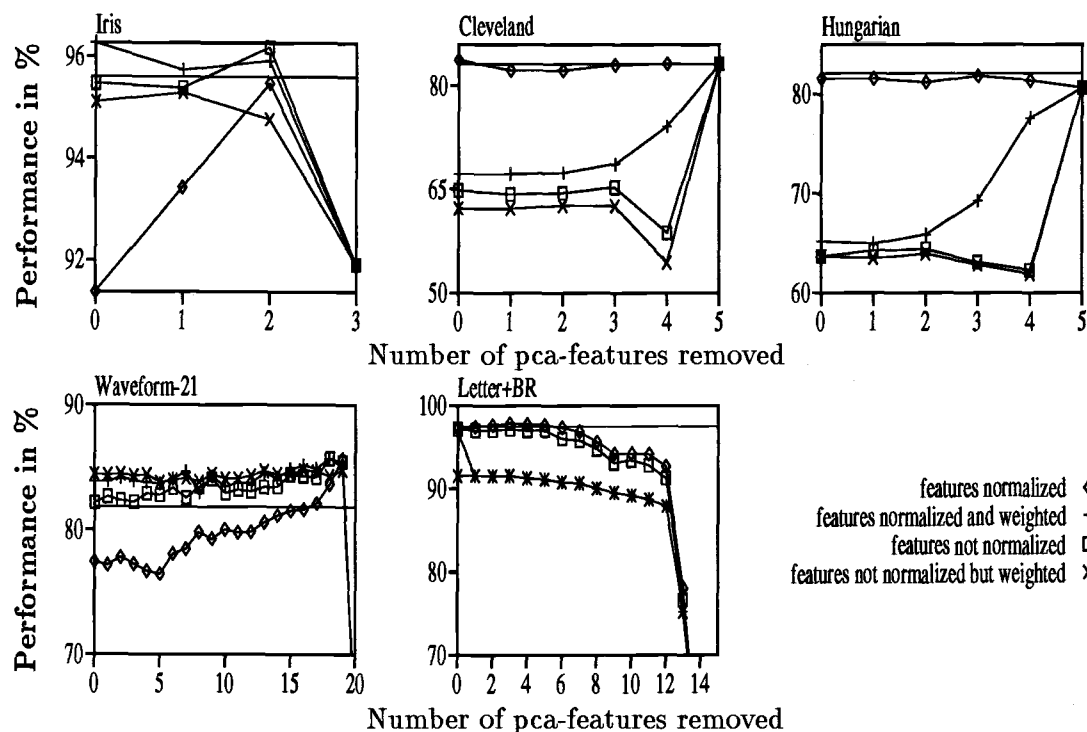 Iris
Cleveland
Hungarian
Performance in %
96
94
92
0 1 2 3
80
65
50
0 1 2 3 4 5
80
70
60
0 1 2 3 4 5
Number of pca-features removed
Waveform-21
Letter+BR
Performance in %
90
80
70
0 5 10 15 20
100
90
80
70
0 2 4 6 8 10 12 14
Number of pca-features removed
features normalized
features normalized and weighted
features not normalized
features not normalized but weighted